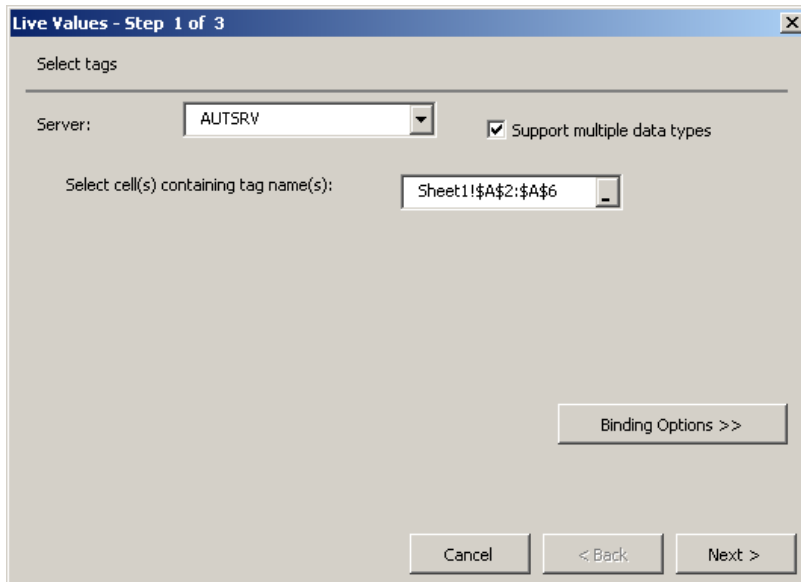 Live Values - Step 1 of 3
Select tags
Server: AUTSRV Support multiple data types
Select cell(s) containing tag name(s): Sheet1!$A$2:$A$6
Binding Options >>
Cancel < Back Next >